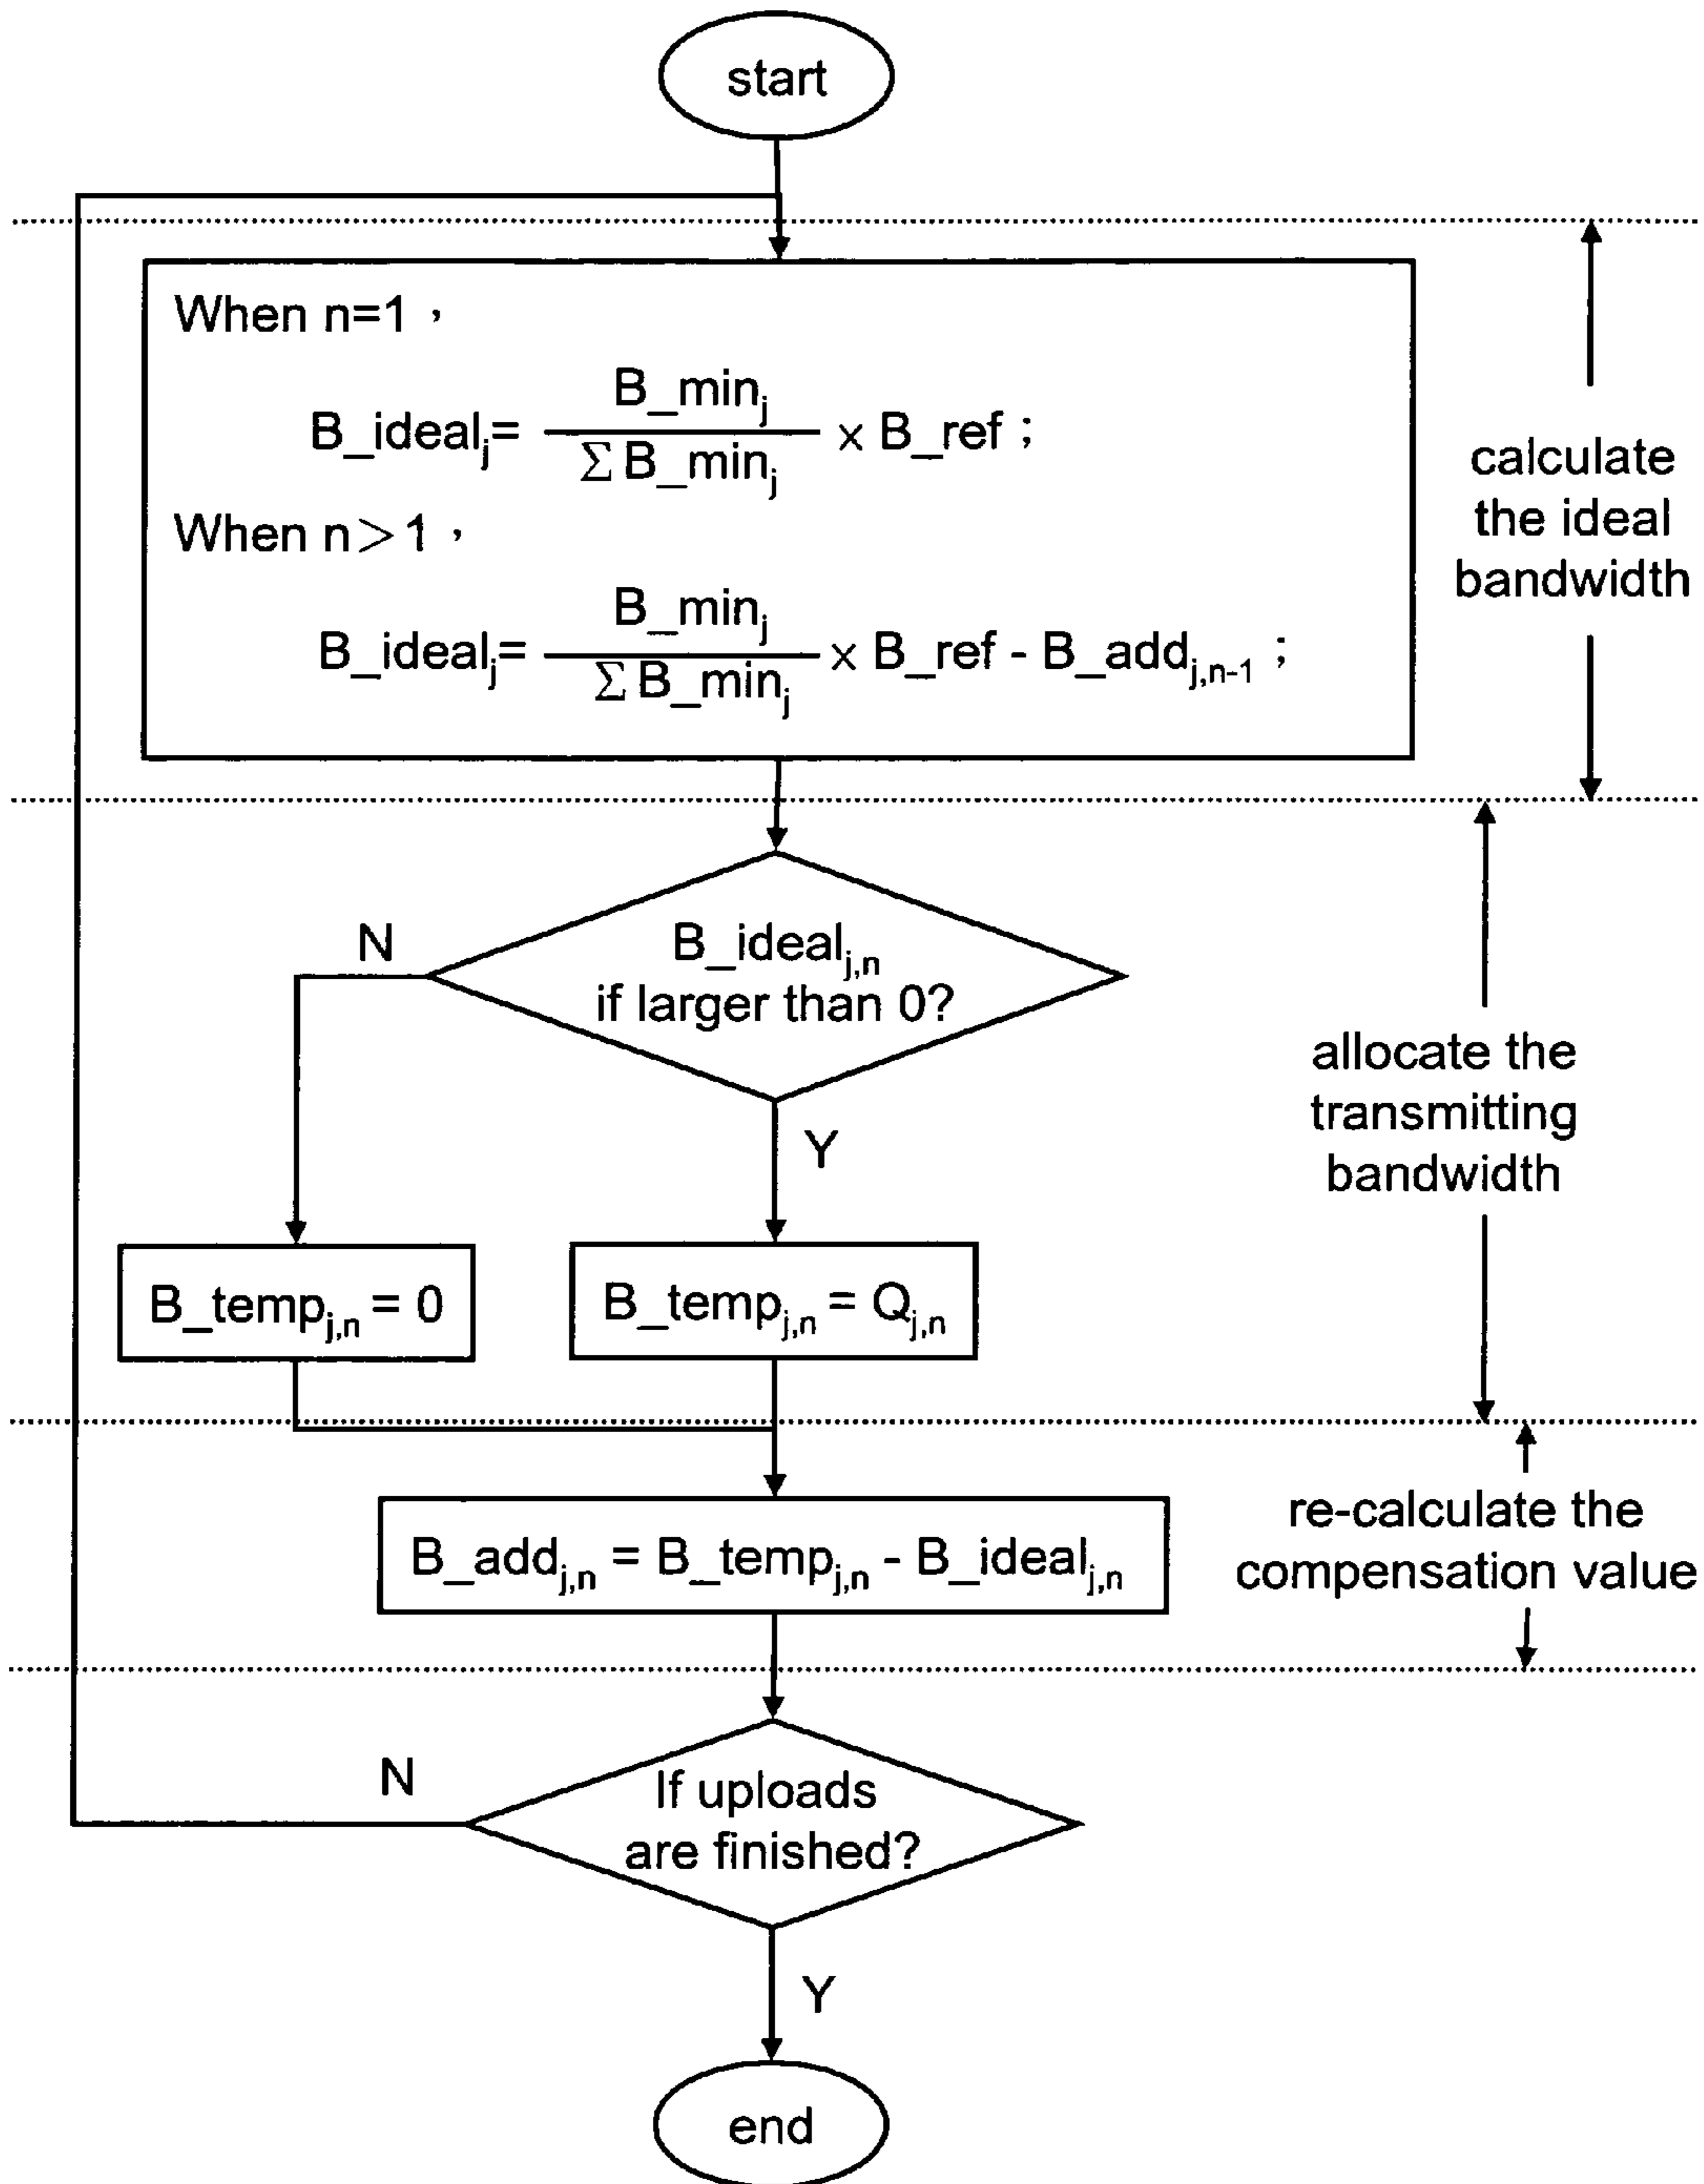 start
When n=1 ,
B_ideal_j= B_min_j / Σ B_min_j × B_ref ;
When n>1 ,
B_ideal_j= B_min_j / Σ B_min_j × B_ref - B_add_j,n-1 ;
calculate
the ideal
bandwidth
B_ideal_j,n
if larger than 0?
N
Y
allocate the
transmitting
bandwidth
B_temp_j,n = 0
B_temp_j,n = Q_j,n
B_add_j,n = B_temp_j,n - B_ideal_j,n
re-calculate the
compensation value
If uploads
are finished?
N
Y
end